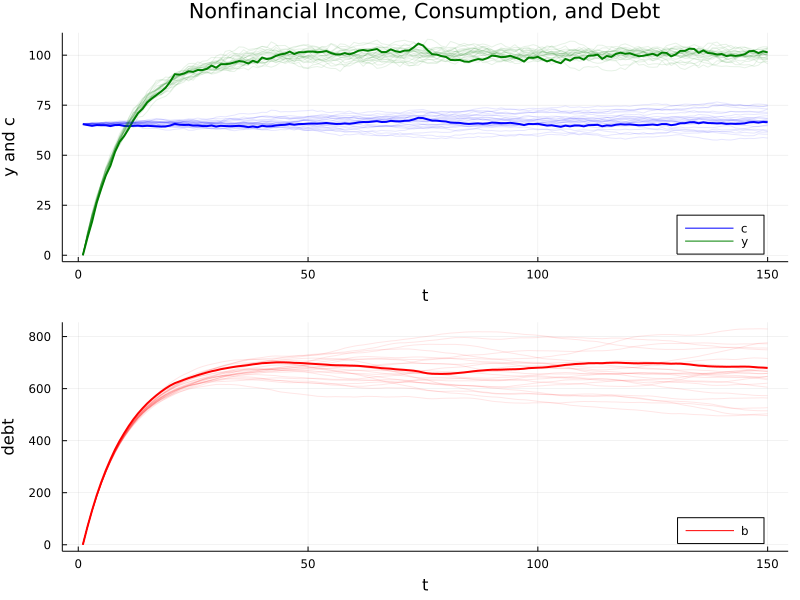 Nonfinancial Income, Consumption, and Debt
y and c
100
75
50
25
0
c
y
0 50 100 150
t
debt
800
600
400
200
0
b
0 50 100 150
t